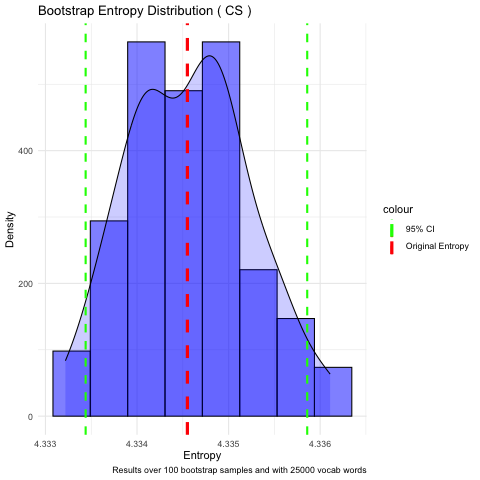 Bootstrap Entropy Distribution ( CS )
Density
400
200
0
4.333
4.334
4.335
4.336
Entropy
Results over 100 bootstrap samples and with 25000 vocab words
colour
95% CI
Original Entropy